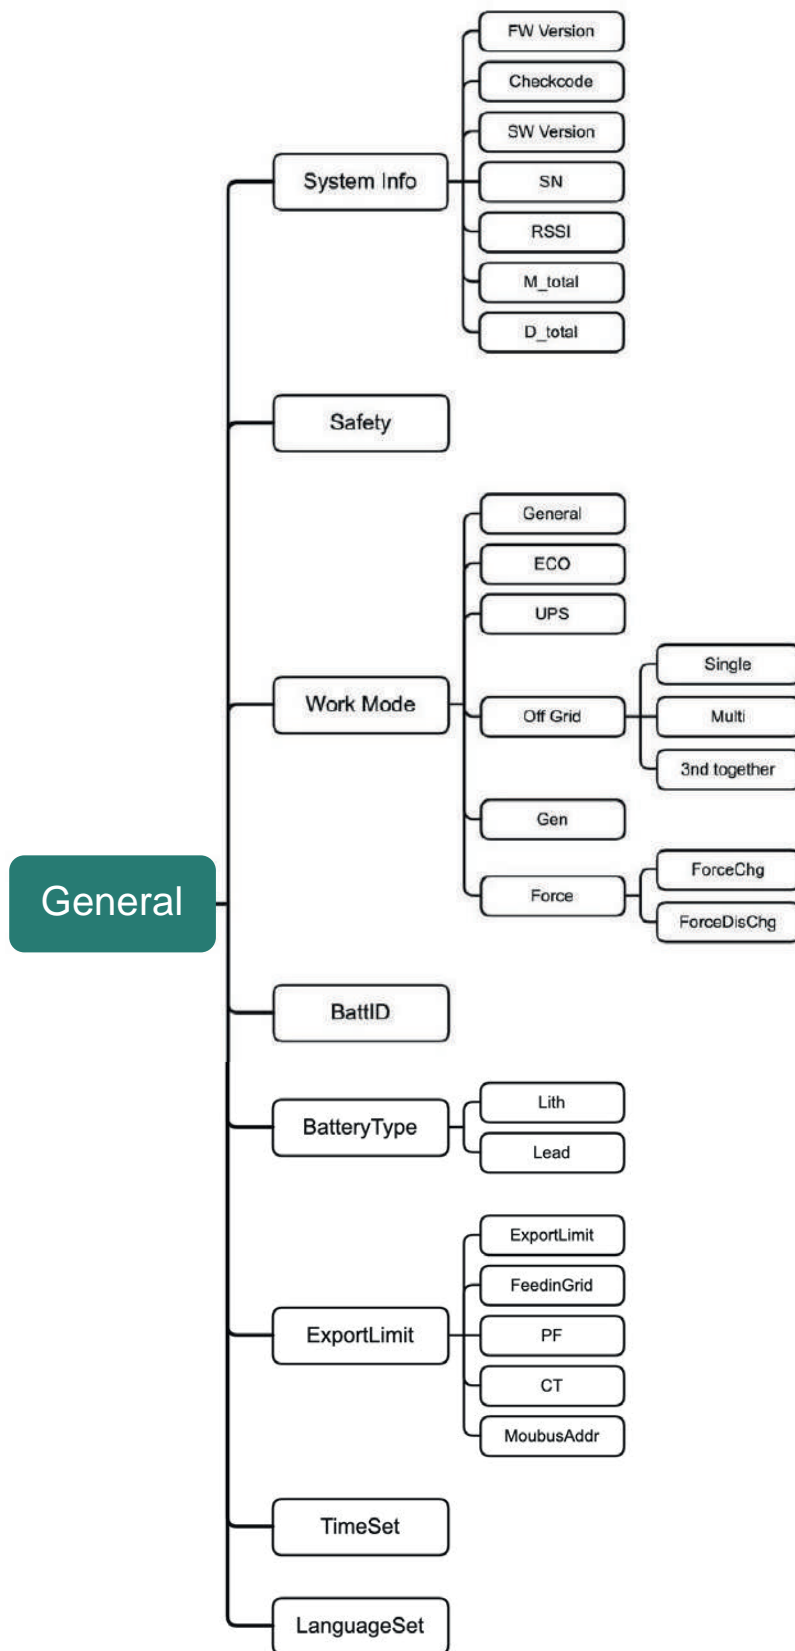 FW Version
Checkcode
SW Version
System Info
SN
RSSI
M_total
D_total
Safety
General
ECO
UPS
Single
Work Mode
Off Grid
Multi
3nd together
Gen
ForceChg
Force
ForceDisChg
General
BattID
Lith
BatteryType
Lead
ExportLimit
FeedinGrid
ExportLimit
PF
CT
MoubusAddr
TimeSet
LanguageSet